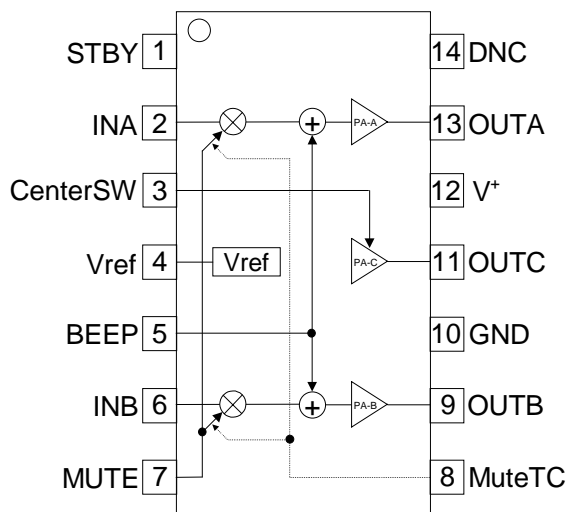 STBY 1 14 DNC
INA 2 + PA-A 13 OUTA
CenterSW 3 12 V+
Vref 4 Vref PA-C 11 OUTC
BEEP 5 10 GND
INB 6 + PA-B 9 OUTB
MUTE 7 8 MuteTC